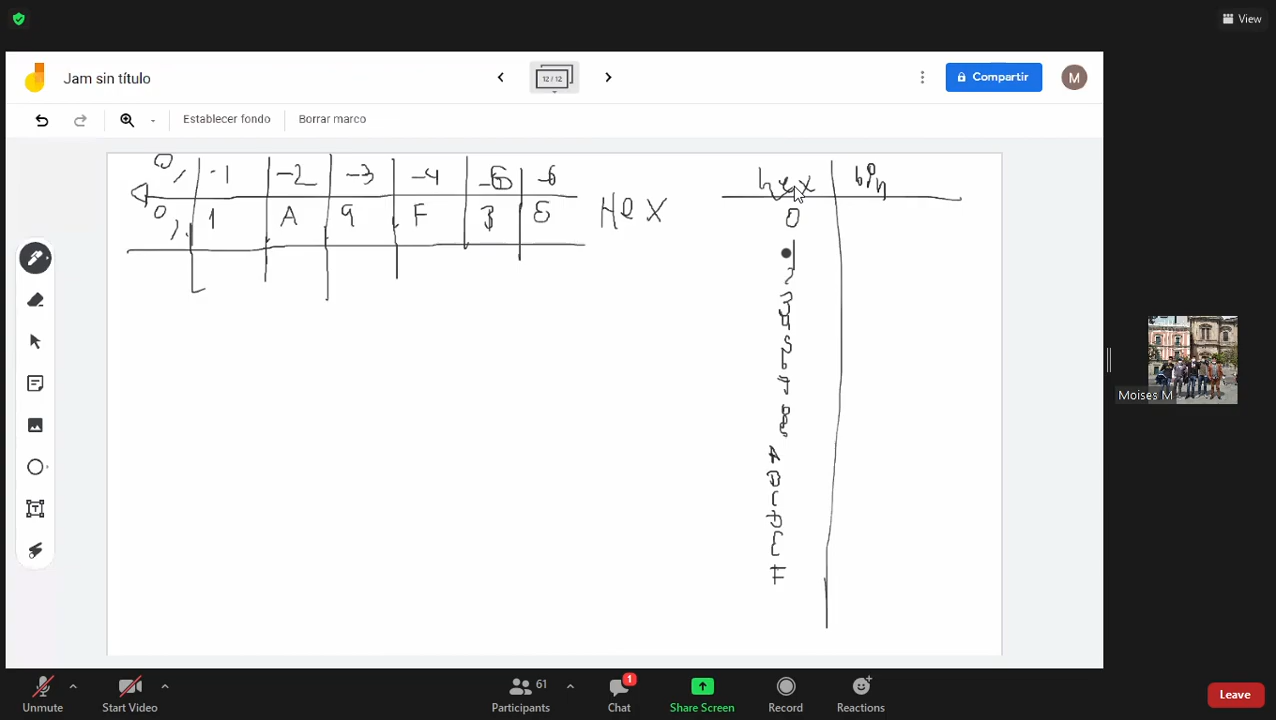 View
Jam sin título
12 / 12
Compartir
M
Establecer fondo
Borrar marco
0, -1 -2 -3 -4 -6
0, 1 A 9 F 3
Hex
hex bin
0
1
2
3
4
5
6
7
8
A
B
C
D
E
F
Moises M
Unmute
Start Video
61
Participants
1
Chat
Share Screen
Record
Reactions
Leave